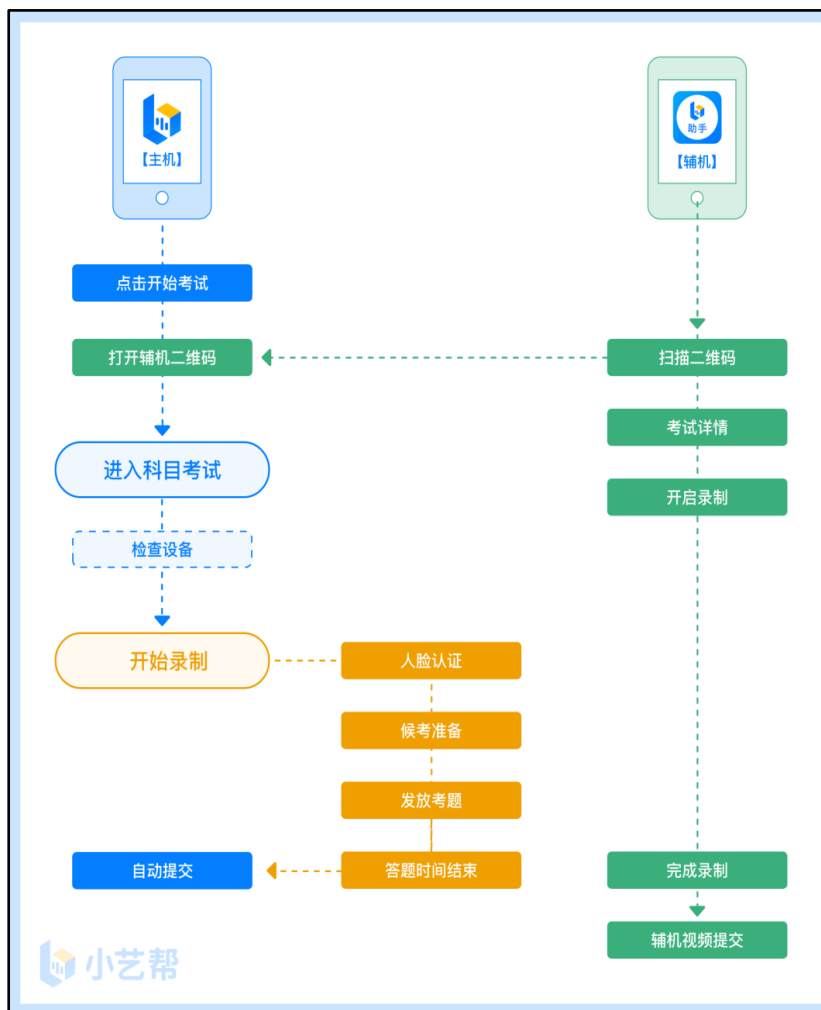 【主机】
助手
【辅机】
点击开始考试
打开辅机二维码
扫描二维码
考试详情
进入科目考试
开启录制
检查设备
开始录制
人脸认证
候考准备
发放考题
自动提交
答题时间结束
完成录制
辅机视频提交
小艺帮